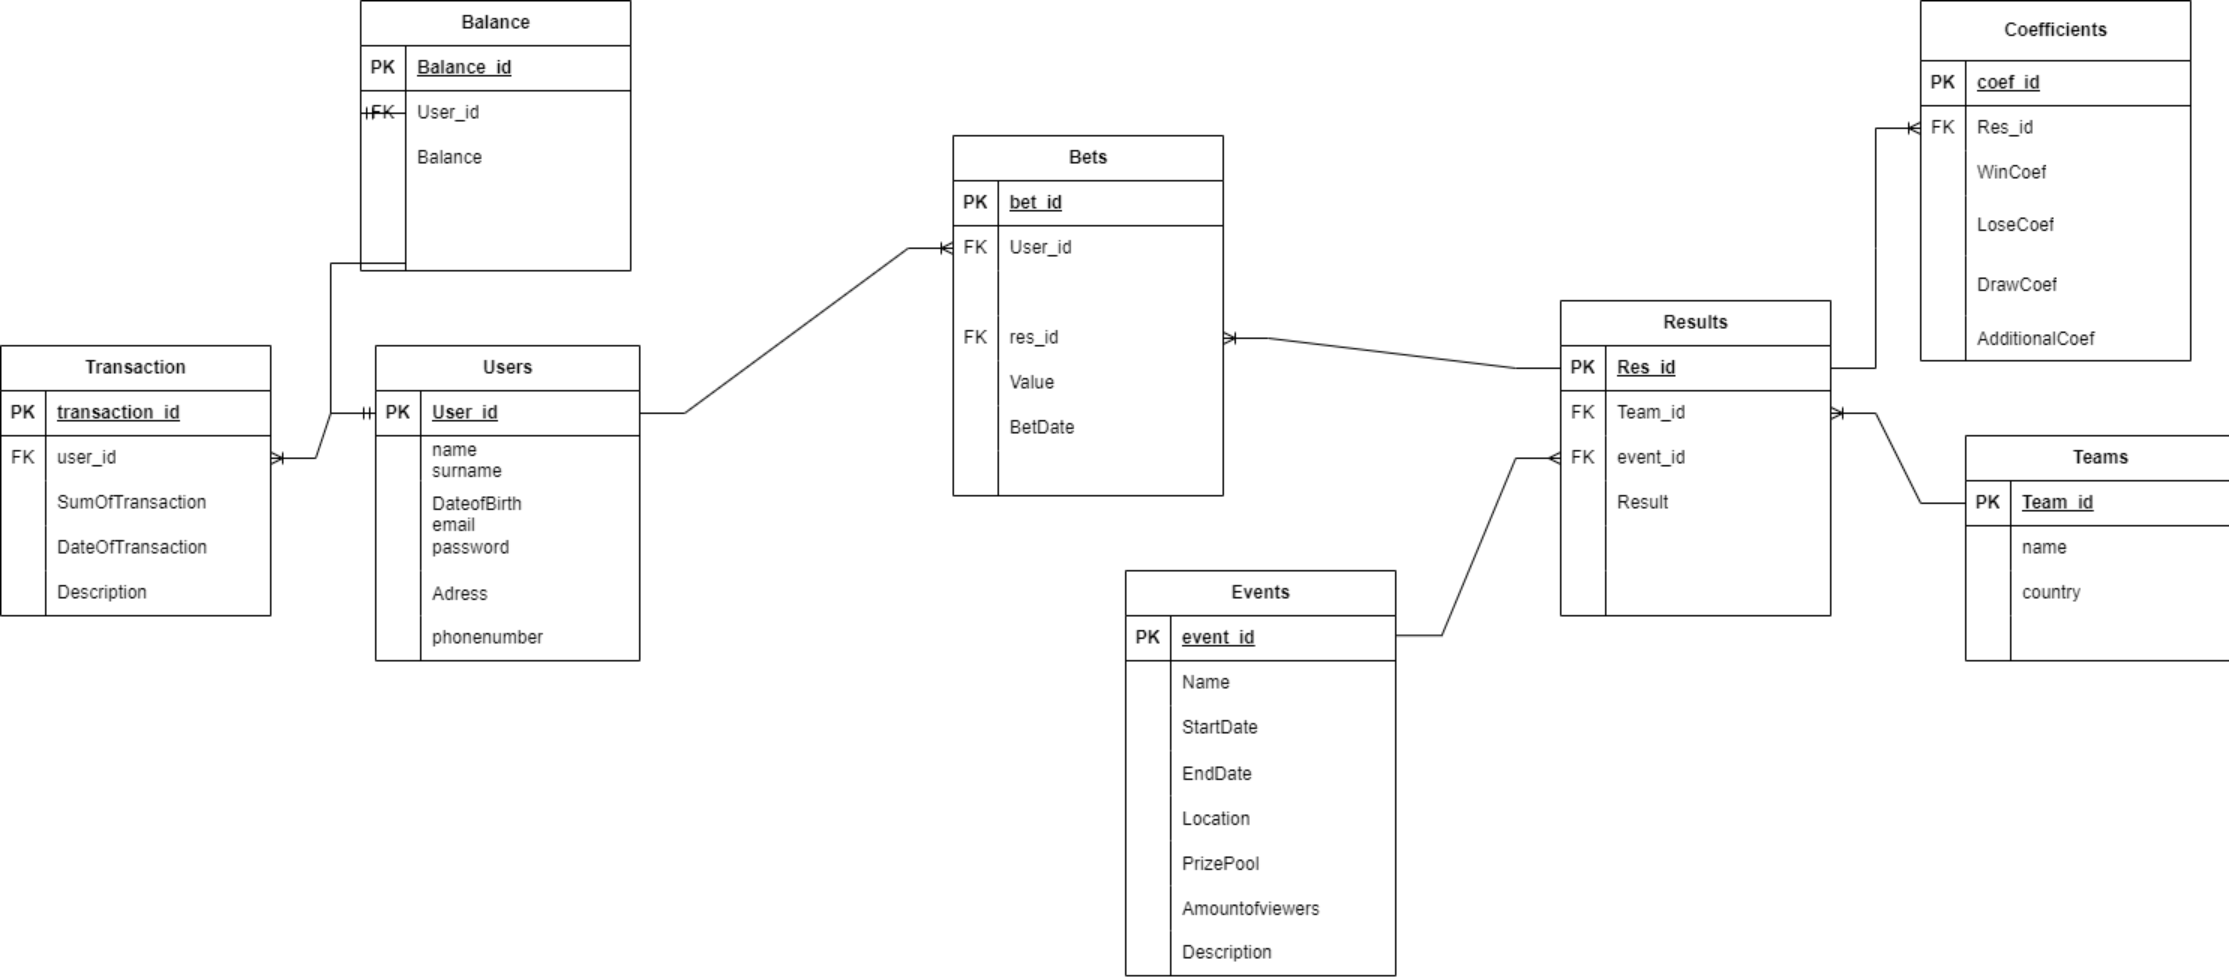 Balance
PK Balance_id
FK User_id
Balance
Transaction
PK transaction_id
FK user_id
SumOfTransaction
DateOfTransaction
Description
Users
PK User_id
name
surname
DateofBirth
email
password
Adress
phonenumber
Bets
PK bet_id
FK User_id
FK res_id
Value
BetDate
Events
PK event_id
Name
StartDate
EndDate
Location
PrizePool
Amountofviewers
Description
Results
PK Res_id
FK Team_id
FK event_id
Result
Coefficients
PK coef_id
FK Res_id
WinCoef
LoseCoef
DrawCoef
AdditionalCoef
Teams
PK Team_id
name
country